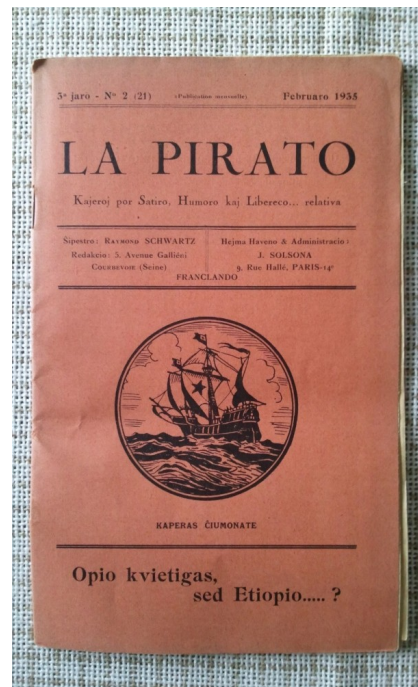 3ª jaro - Nº 2 (21)
(Publication mensuelle)
Februaro 1935
LA PIRATO
Kajeroj por Satiro, Humoro kaj Libereco... relativa
Ŝipestro : RAYMOND SCHWARTZ
Redakcio : 5. Avenue Galliéni
COURBEVOIE (Seine)
Hejma Haveno & Administracio :
J. SOLSONA
9. Rue Hallé, PARIS-14ᵉ
FRANCLANDO
KAPERAS ĈIUMONATE
Opio kvietigas,
sed Etiopio..... ?